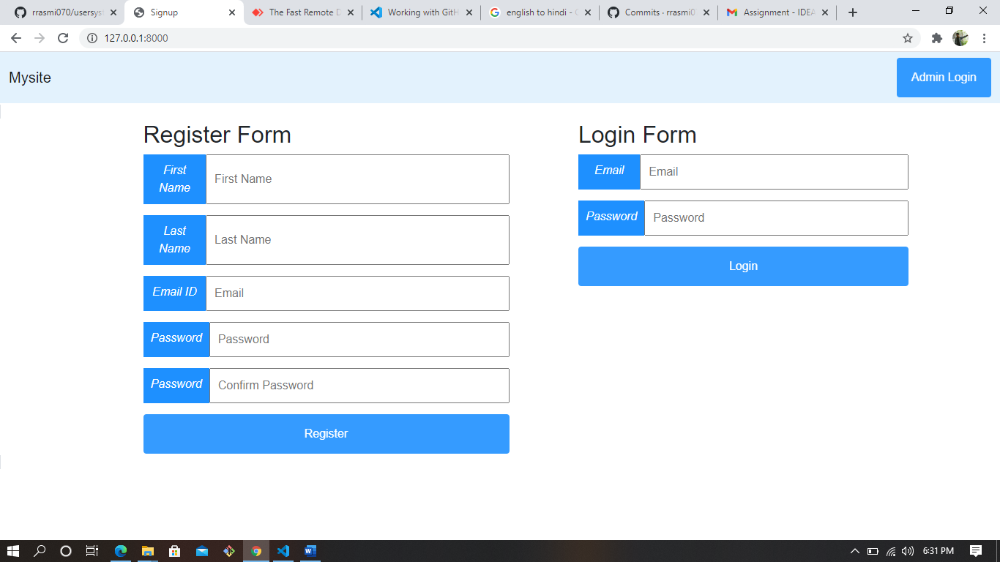 rrasmi070/usersyst
Signup
The Fast Remote D
Working with GitH
english to hindi - G
Commits · rrasmi0
Assignment - IDEA
127.0.0.1:8000
Mysite
Admin Login
Register Form
First
Name
First Name
Last
Name
Last Name
Email ID
Email
Password
Password
Password
Confirm Password
Register
Login Form
Email
Email
Password
Password
Login
6:31 PM